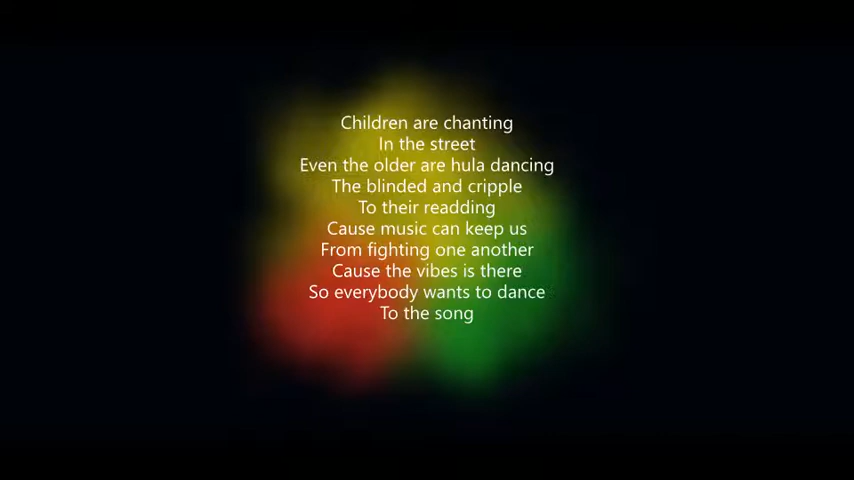 Children are chanting
In the street
Even the older are hula dancing
The blinded and cripple
To their readding
Cause music can keep us
From fighting one another
Cause the vibes is there
So everybody wants to dance
To the song